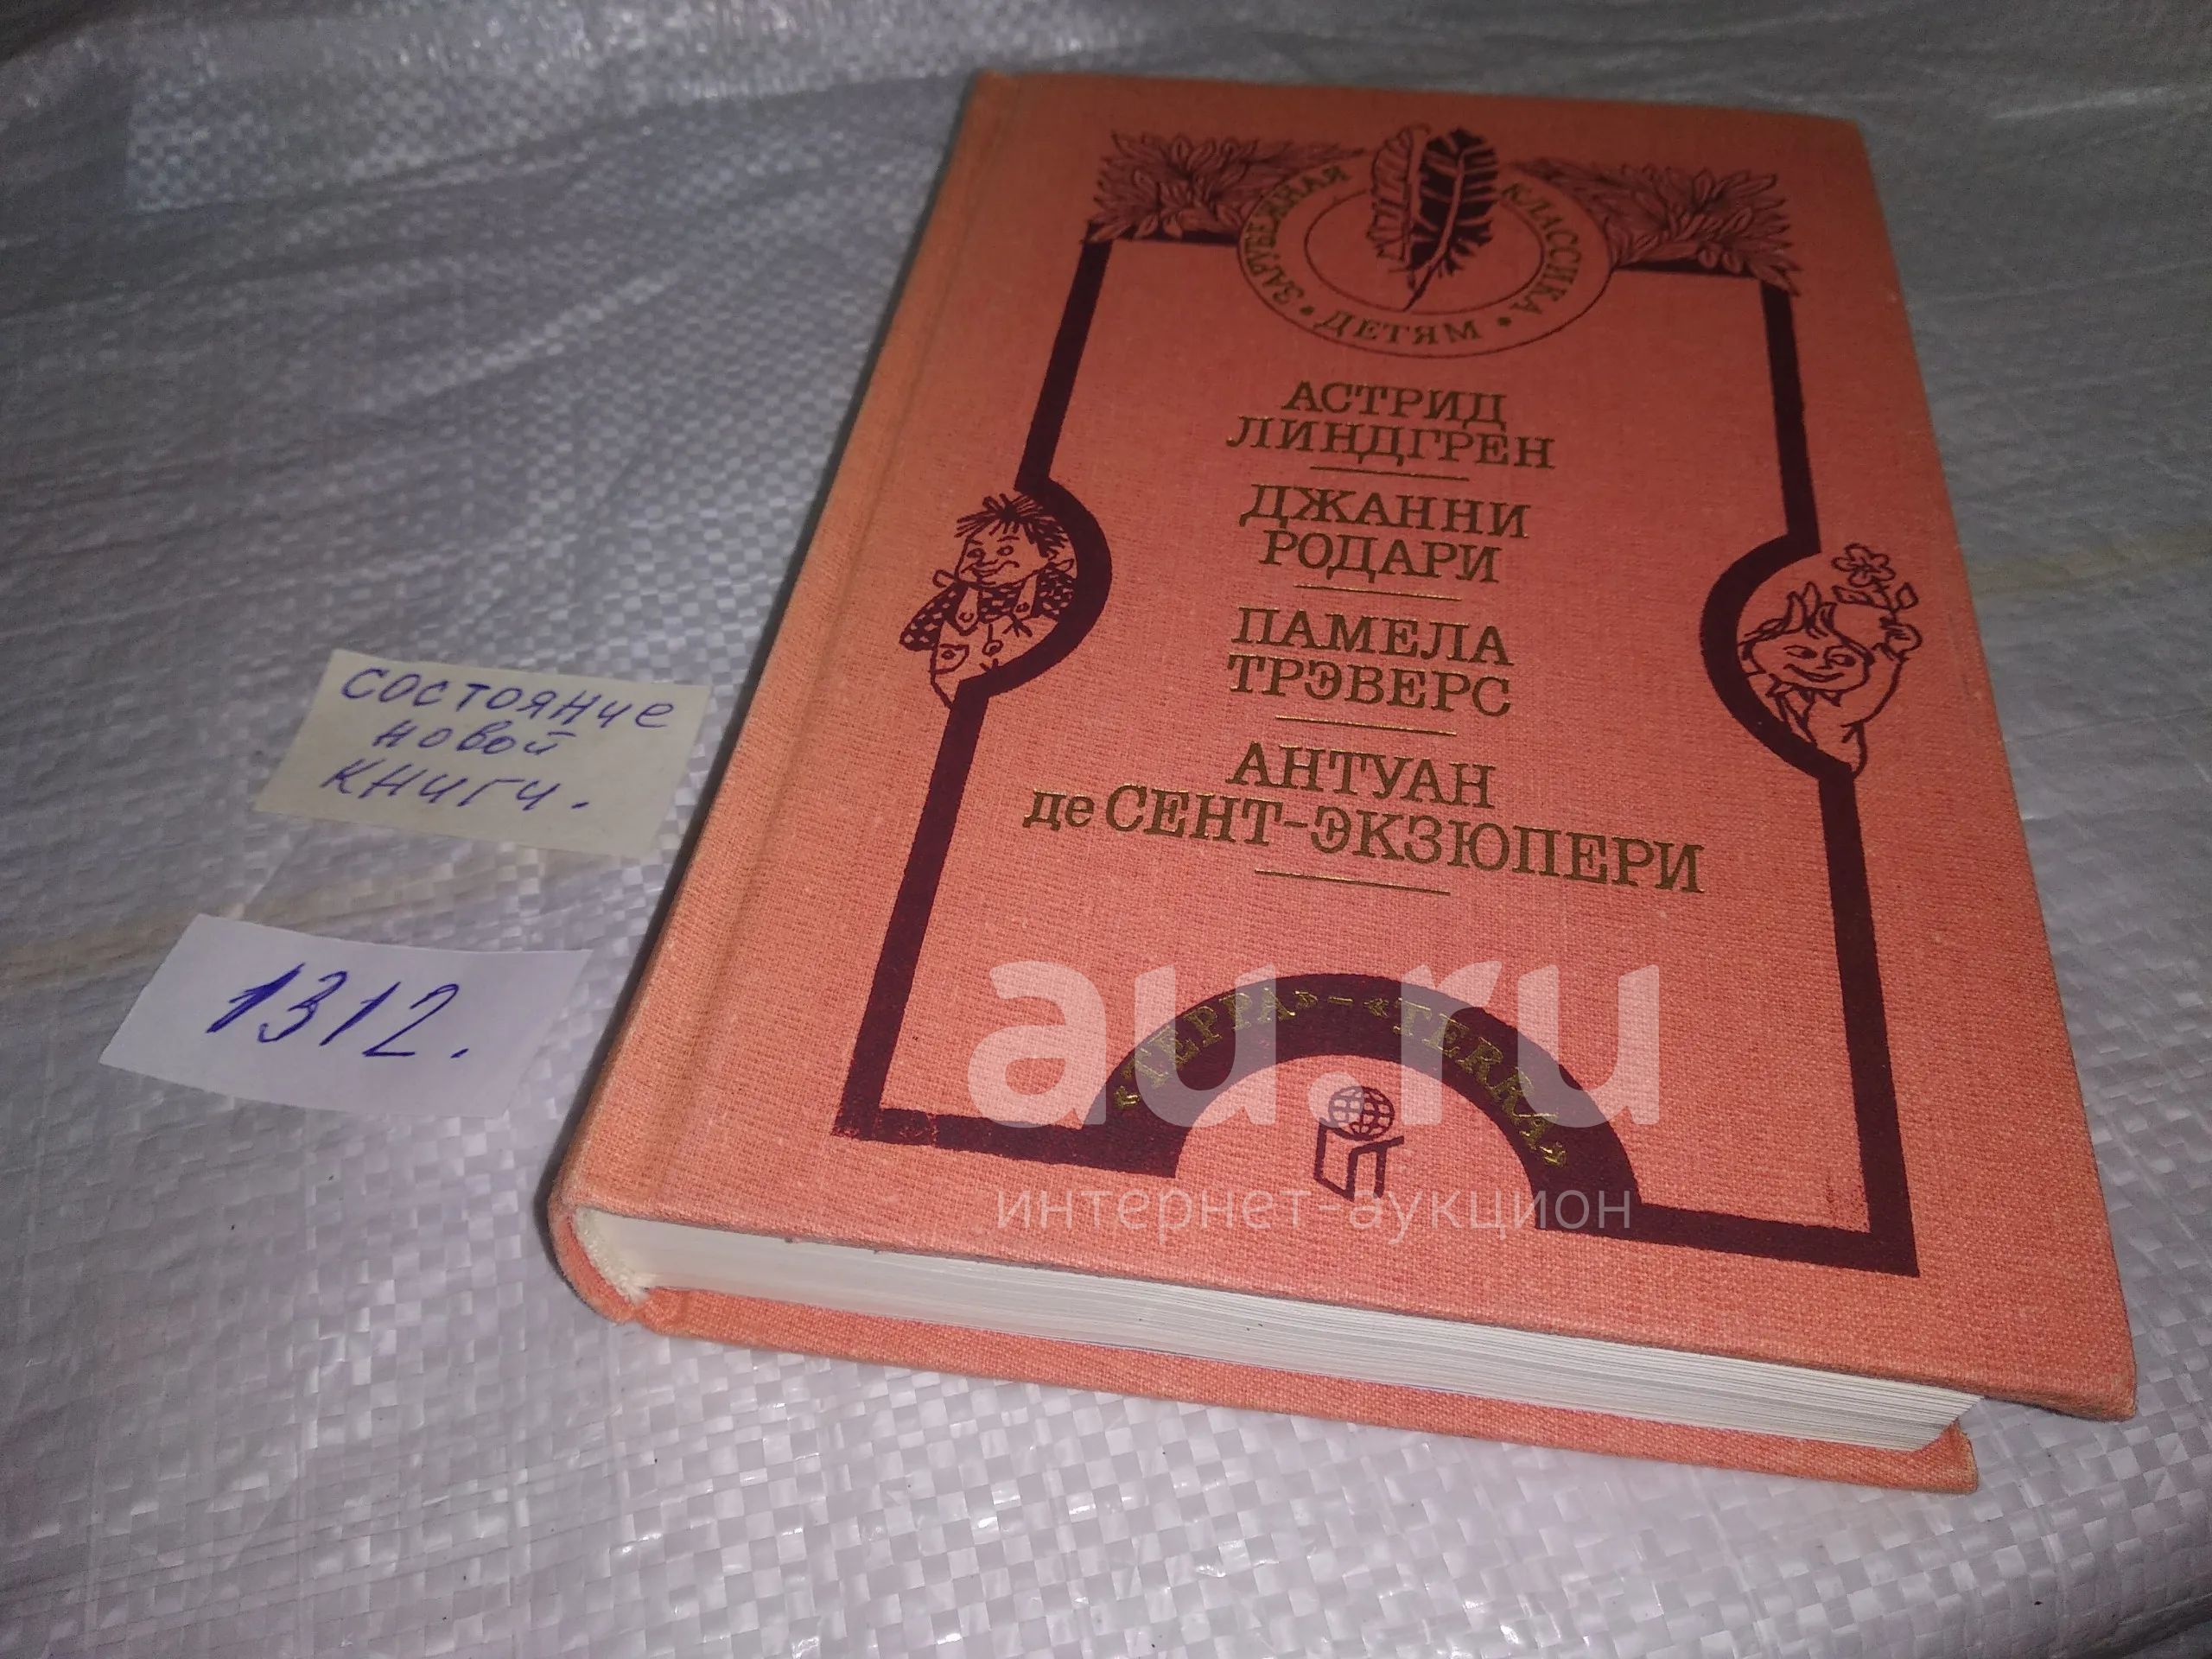 ЗАРУБЕЖНАЯ КЛАССИКА
• ДЕТЯМ •
АСТРИД
ЛИНДГРЕН
ДЖАННИ
РОДАРИ
ПАМЕЛА
ТРЭВЕРС
АНТУАН
де СЕНТ-ЭКЗЮПЕРИ
«ТЕРРА»–«TERRA»
состояние
новой
книги.
1312.
au.ru
интернет-аукцион